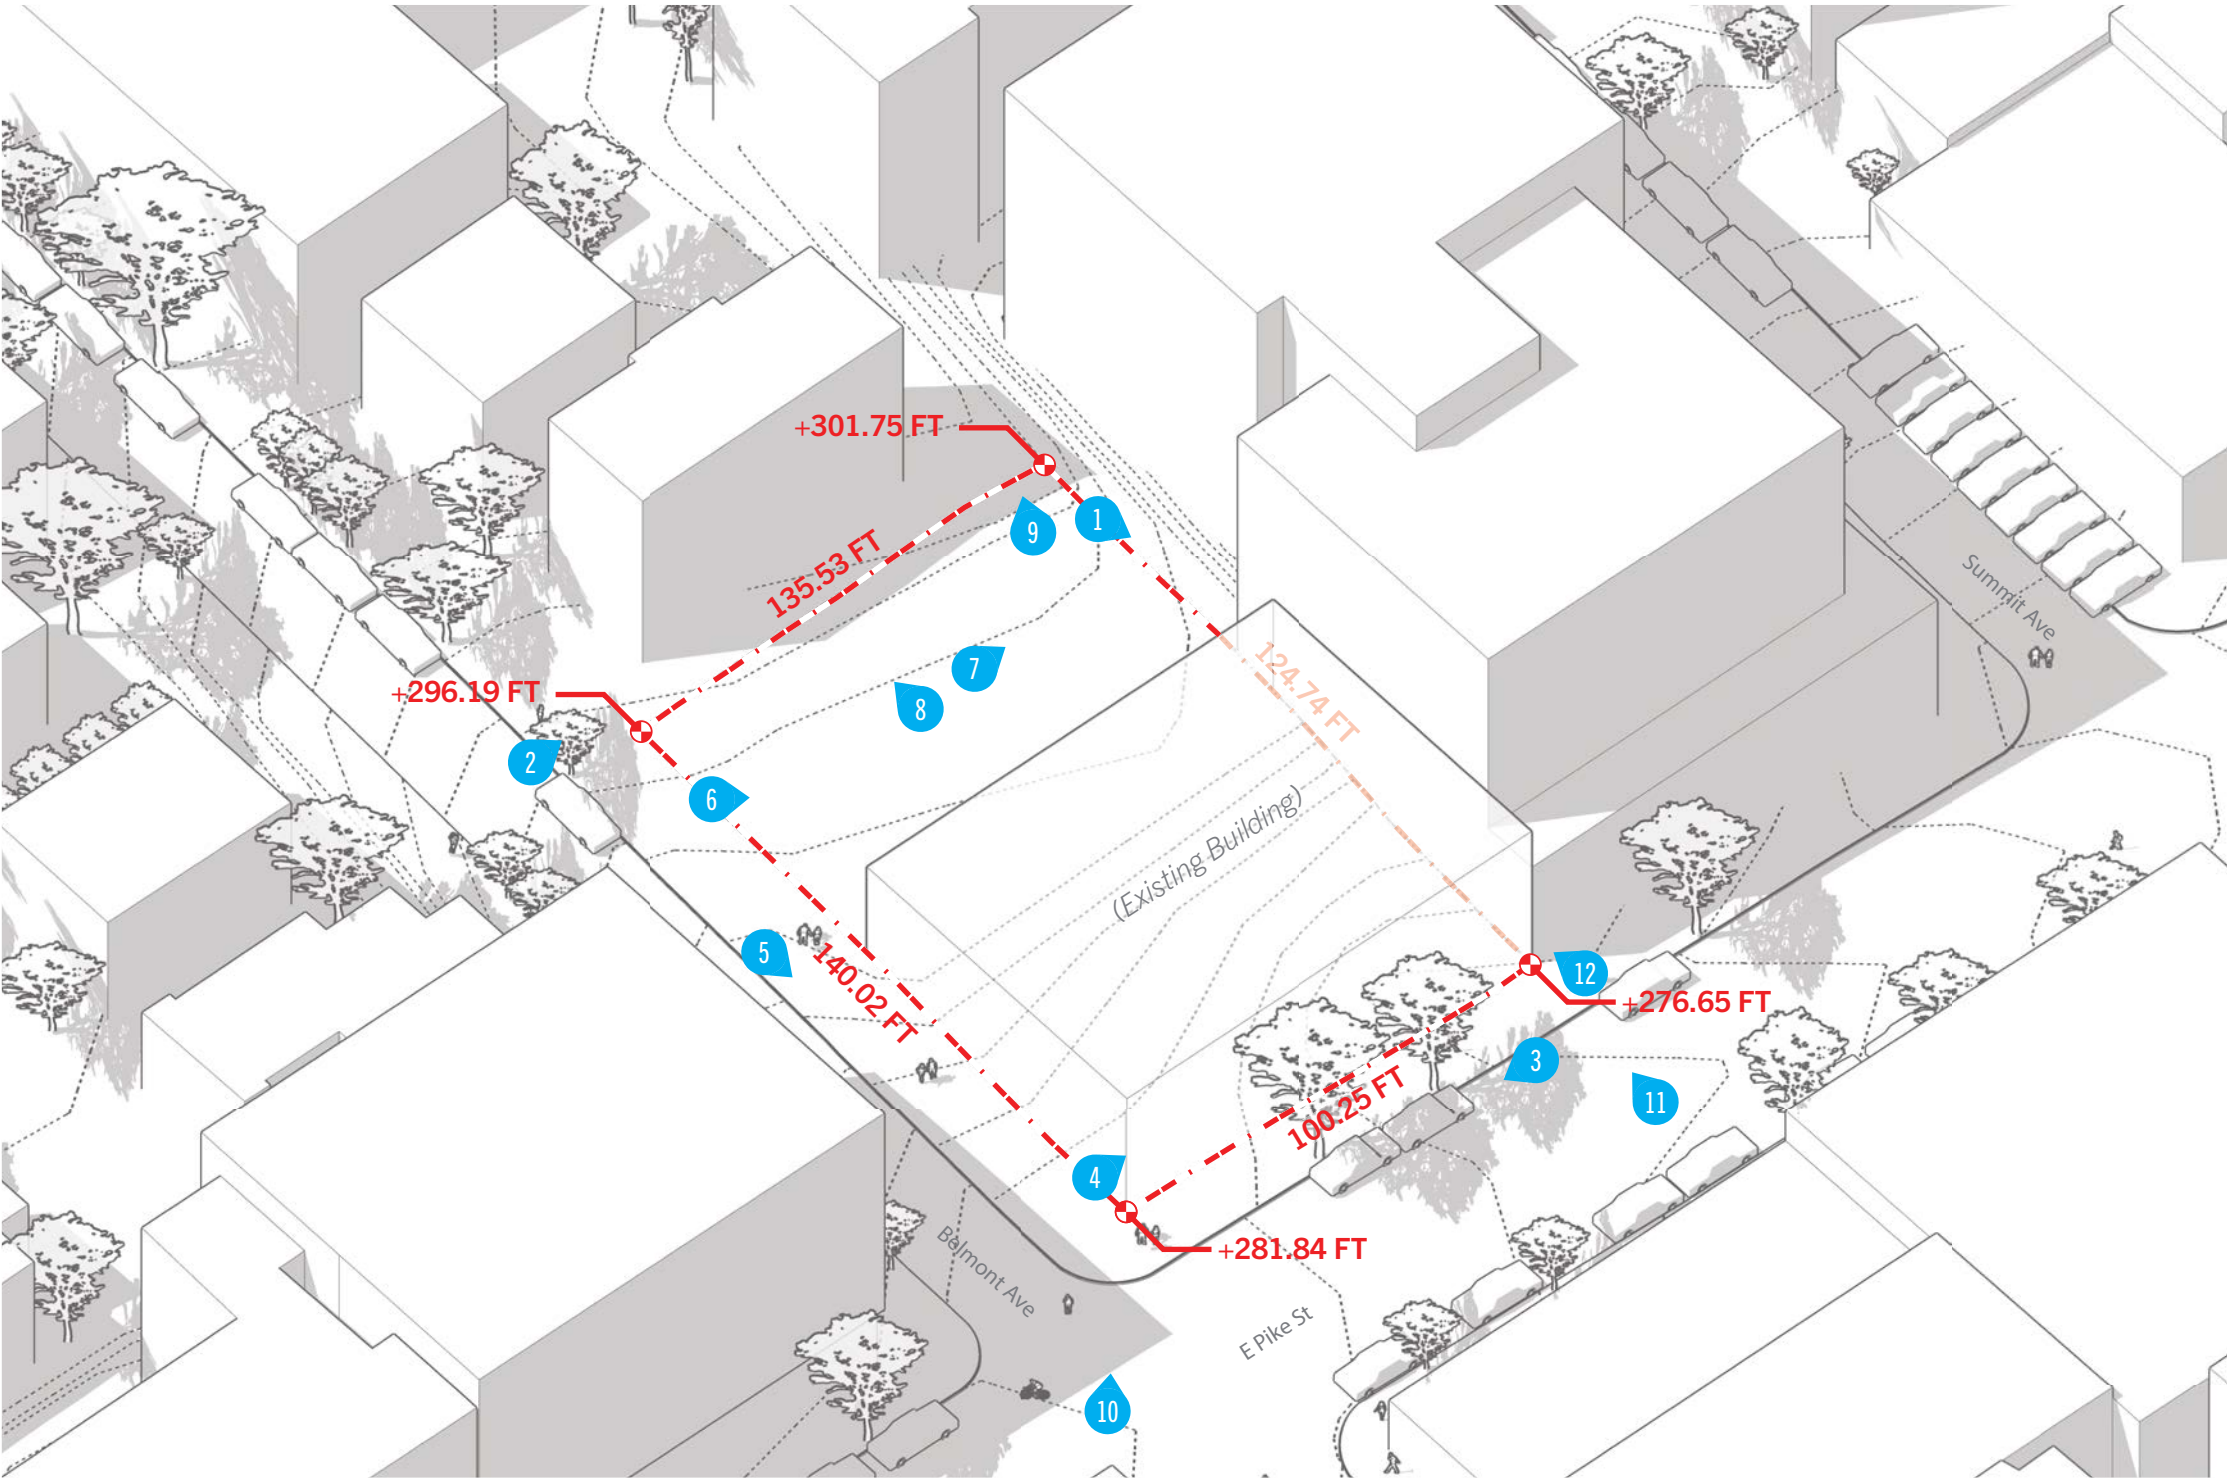 +301.75 FT
9
1
135.53 FT
Summit Ave
7
124.74 FT
+296.19 FT
8
2
6
(Existing Building)
5
140.02 FT
12
+276.65 FT
3
11
100.25 FT
4
+281.84 FT
Belmont Ave
E Pike St
10